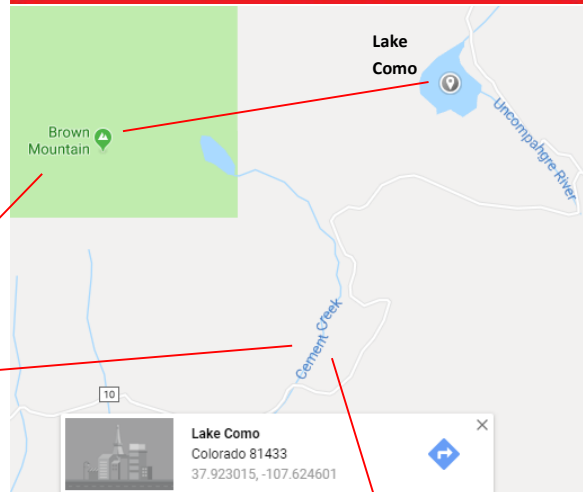 Lake
Como
Brown
Mountain
Uncompahgre River
Cement Creek
10
Lake Como
Colorado 81433
37.923015, -107.624601